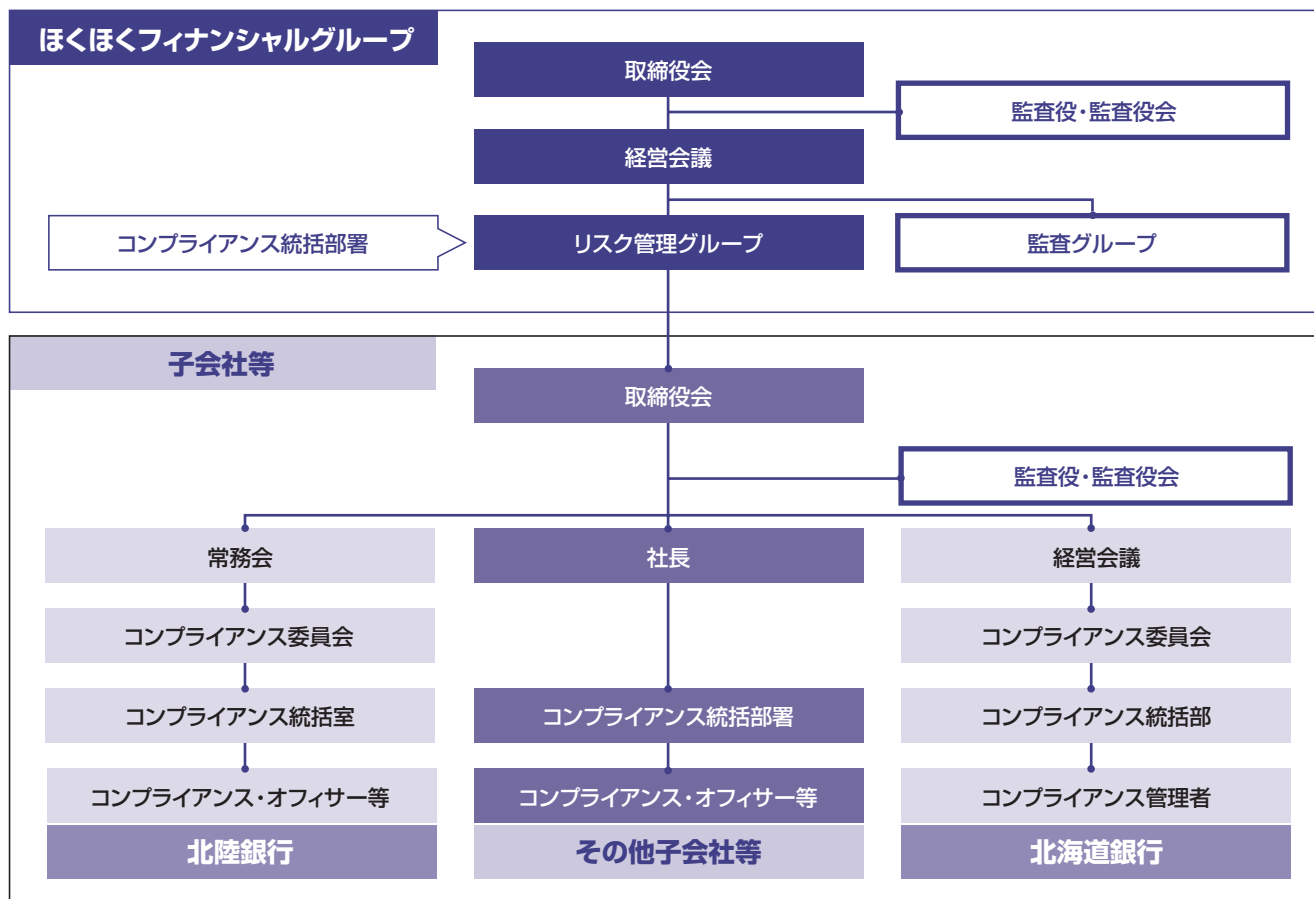 ほくほくフィナンシャルグループ
取締役会
監査役・監査役会
経営会議
コンプライアンス統括部署
リスク管理グループ
監査グループ
子会社等
取締役会
監査役・監査役会
常務会
社長
経営会議
コンプライアンス委員会
コンプライアンス委員会
コンプライアンス統括室
コンプライアンス統括部署
コンプライアンス統括部
コンプライアンス・オフィサー等
コンプライアンス・オフィサー等
コンプライアンス管理者
北陸銀行
その他子会社等
北海道銀行